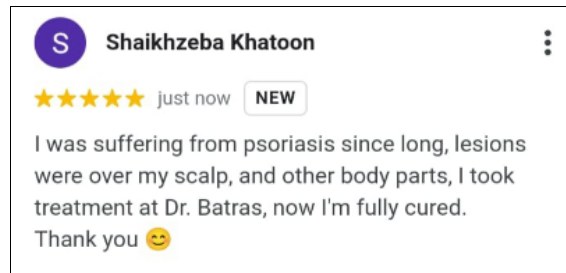 S
Shaikhzeba Khatoon
just now NEW
I was suffering from psoriasis since long, lesions
were over my scalp, and other body parts, I took
treatment at Dr. Batras, now I'm fully cured.
Thank you 😊